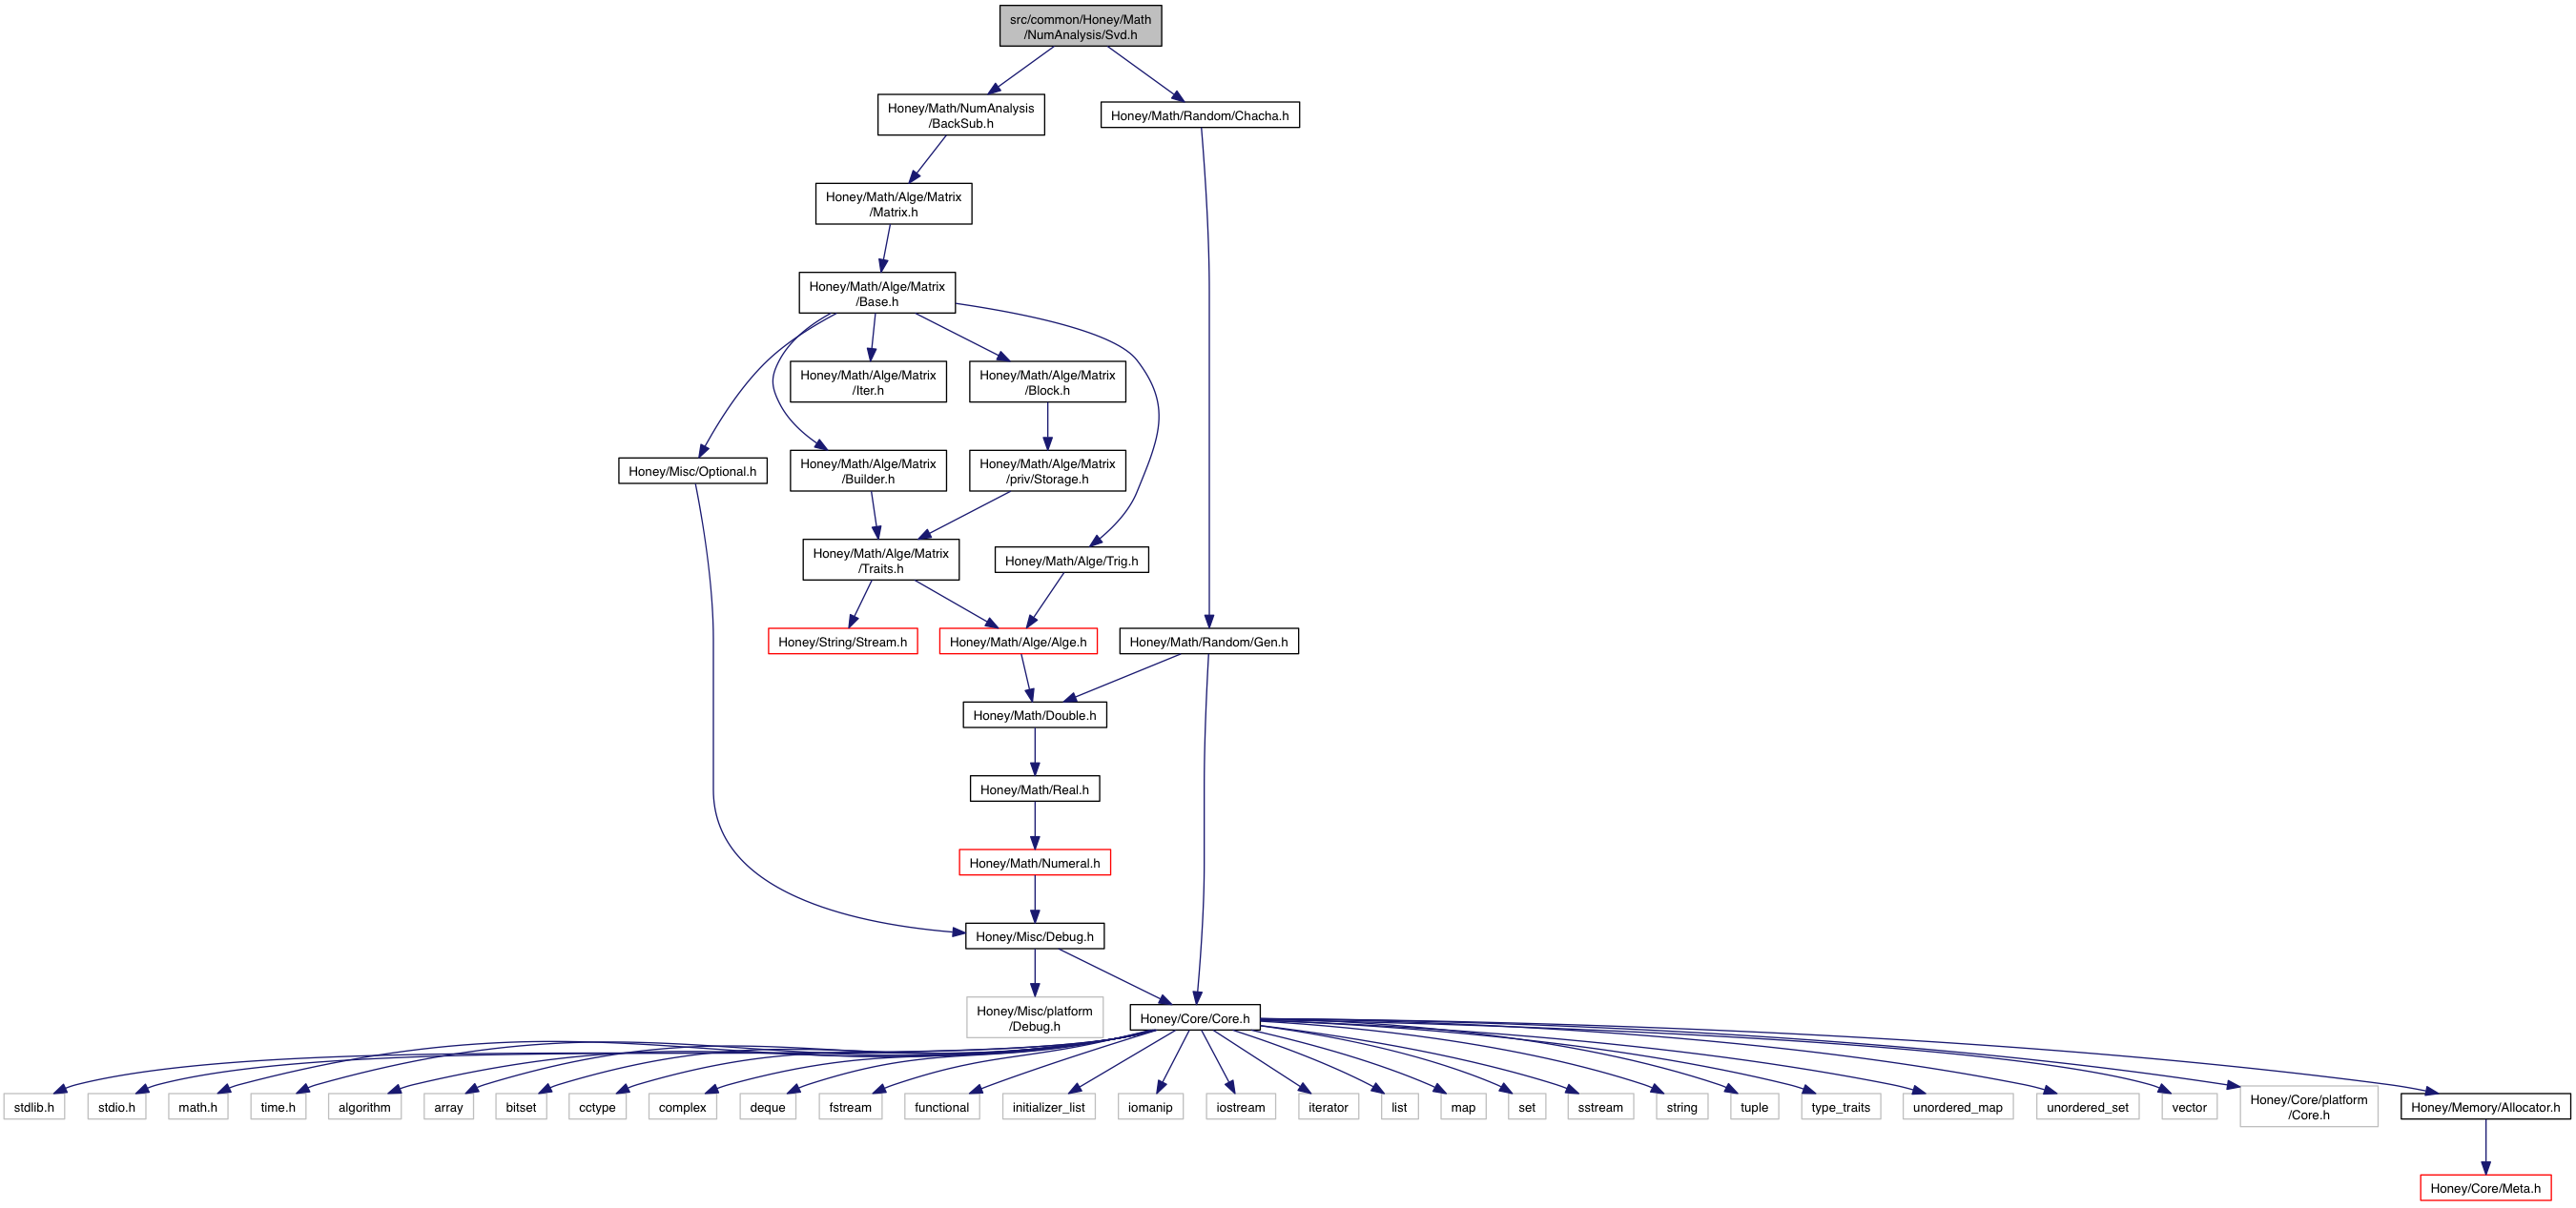 src/common/Honey/Math
/NumAnalysis/Svd.h
Honey/Math/NumAnalysis
/BackSub.h
Honey/Math/Random/Chacha.h
Honey/Math/Alge/Matrix
/Matrix.h
Honey/Math/Alge/Matrix
/Base.h
Honey/Math/Alge/Matrix
/Iter.h
Honey/Math/Alge/Matrix
/Block.h
Honey/Misc/Optional.h
Honey/Math/Alge/Matrix
/Builder.h
Honey/Math/Alge/Matrix
/priv/Storage.h
Honey/Math/Alge/Matrix
/Traits.h
Honey/Math/Alge/Trig.h
Honey/String/Stream.h
Honey/Math/Alge/Alge.h
Honey/Math/Random/Gen.h
Honey/Math/Double.h
Honey/Math/Real.h
Honey/Math/Numeral.h
Honey/Misc/Debug.h
Honey/Misc/platform
/Debug.h
Honey/Core/Core.h
stdlib.h
stdio.h
math.h
time.h
algorithm
array
bitset
cctype
complex
deque
fstream
functional
initializer_list
iomanip
iostream
iterator
list
map
set
sstream
string
tuple
type_traits
unordered_map
unordered_set
vector
Honey/Core/platform
/Core.h
Honey/Memory/Allocator.h
Honey/Core/Meta.h